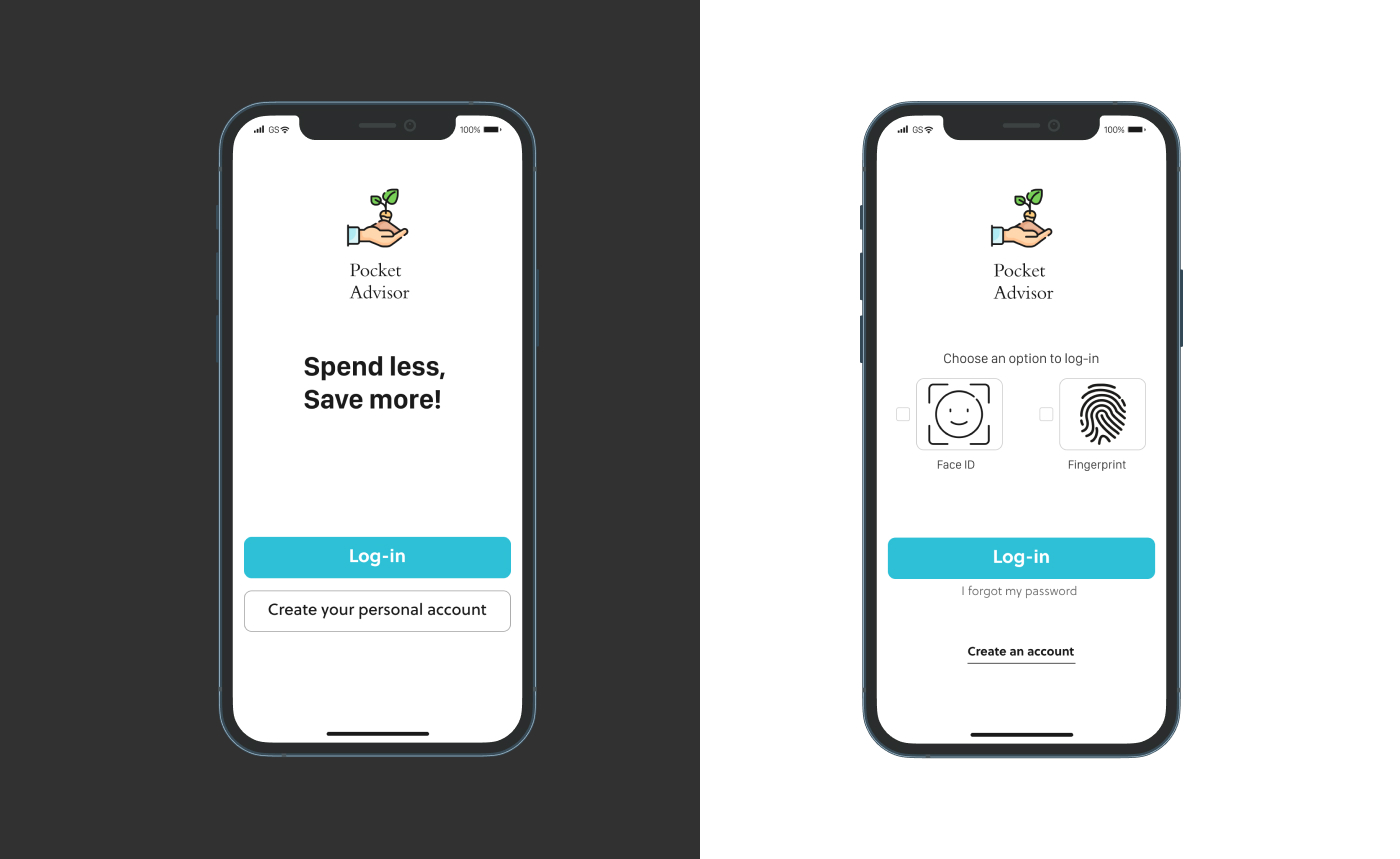 GS 100%
Pocket
Advisor
Spend less,
Save more!
Log-in
Create your personal account
GS 100%
Pocket
Advisor
Choose an option to log-in
Face ID Fingerprint
Log-in
I forgot my password
Create an account